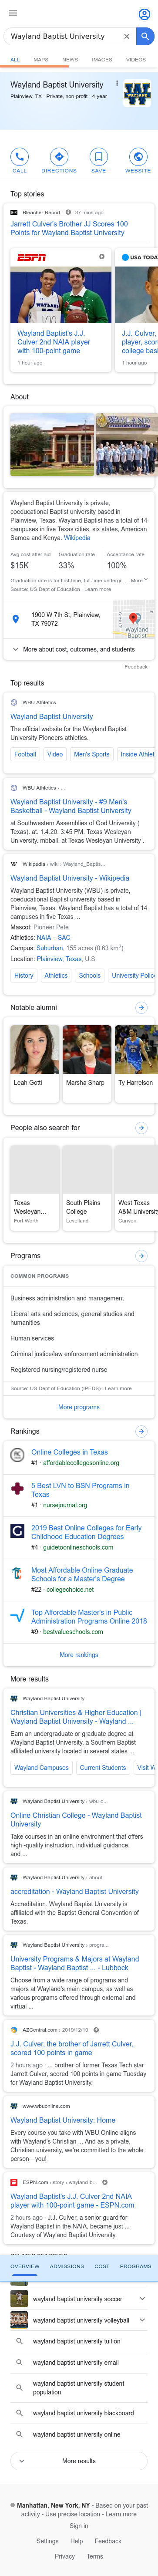 Wayland Baptist University
ALL MAPS NEWS IMAGES VIDEOS
Wayland Baptist University
Plainview, TX · Private, non-profit · 4-year
CALL DIRECTIONS SAVE WEBSITE
Top stories
Bleacher Report 37 mins ago
Jarrett Culver's Brother JJ Scores 100
Points for Wayland Baptist University
ESPN
Wayland Baptist's J.J.
Culver 2nd NAIA player
with 100-point game
1 hour ago
USA TODA
J.J. Culver,
player, scor
college bas
1 hour ago
About
Wayland Baptist University is private,
coeducational Baptist university based in
Plainview, Texas. Wayland Baptist has a total of 14
campuses in five Texas cities, six states, American
Samoa and Kenya. Wikipedia
Avg cost after aid Graduation rate Acceptance rate
$15K 33% 100%
Graduation rate is for first-time, full-time undergr ... More
Source: US Dept of Education · Learn more
1900 W 7th St, Plainview,
TX 79072
Wayland
Baptist
More about cost, outcomes, and students
Feedback
Top results
WBU Athletics
Wayland Baptist University
The official website for the Wayland Baptist
University Pioneers athletics.
Football Video Men's Sports Inside Athlet
WBU Athletics › ...
Wayland Baptist University - #9 Men's
Basketball - Wayland Baptist University
at Southwestern Assemblies of God University (
Texas). at. 1.4.20. 3:45 PM. Texas Wesleyan
University. mtdall. at Texas Wesleyan University .
Wikipedia › wiki › Wayland_Baptis...
Wayland Baptist University - Wikipedia
Wayland Baptist University (WBU) is private,
coeducational Baptist university based in
Plainview, Texas. Wayland Baptist has a total of 14
campuses in five Texas ...
Mascot: Pioneer Pete
Athletics: NAIA – SAC
Campus: Suburban, 155 acres (0.63 km²)
Location: Plainview, Texas, U.S
History Athletics Schools University Polic
Notable alumni
Leah Gotti Marsha Sharp Ty Harrelson
People also search for
Texas
Wesleyan...
Fort Worth
South Plains
College
Levelland
West Texas
A&M University
Canyon
Programs
COMMON PROGRAMS
Business administration and management
Liberal arts and sciences, general studies and
humanities
Human services
Criminal justice/law enforcement administration
Registered nursing/registered nurse
Source: US Dept of Education (IPEDS) · Learn more
More programs
Rankings
Online Colleges in Texas
#1 · affordablecollegesonline.org
5 Best LVN to BSN Programs in
Texas
#1 · nursejournal.org
2019 Best Online Colleges for Early
Childhood Education Degrees
#4 · guidetoonlineschools.com
Most Affordable Online Graduate
Schools for a Master's Degree
#22 · collegechoice.net
Top Affordable Master's in Public
Administration Programs Online 2018
#9 · bestvalueschools.com
More rankings
More results
Wayland Baptist University
Christian Universities & Higher Education |
Wayland Baptist University - Wayland ...
earn an undergraduate or graduate degree at
Wayland Baptist University, a Southern Baptist
affiliated university located in several states ...
Wayland Campuses Current Students Visit W
Wayland Baptist University › wbu-o...
Online Christian College - Wayland Baptist
University
Take courses in an online environment that offers
high -quality instruction, individual guidance,
and ...
Wayland Baptist University › about
accreditation - Wayland Baptist University
Accreditation. Wayland Baptist University is
affiliated with the Baptist General Convention of
Texas.
Wayland Baptist University › progra...
University Programs & Majors at Wayland
Baptist - Wayland Baptist ... - Lubbock
Choose from a wide range of programs and
majors at Wayland's main campus, as well as
various programs offered through external and
virtual ...
AZCentral.com › 2019/12/10
J.J. Culver, the brother of Jarrett Culver,
scored 100 points in game
2 hours ago · ... brother of former Texas Tech star
Jarrett Culver, scored 100 points in game Tuesday
for Wayland Baptist University.
www.wbuonline.com
Wayland Baptist University: Home
Every course you take with WBU Online aligns
with Wayland's Christian ... And as a private,
Christian university, we're committed to the whole
person—you!
ESPN.com › story › wayland-b...
Wayland Baptist's J.J. Culver 2nd NAIA
player with 100-point game - ESPN.com
2 hours ago · J.J. Culver, a senior guard for
Wayland Baptist in the NAIA, became just ...
Courtesy of Wayland Baptist University.
RELATED SEARCHES
OVERVIEW ADMISSIONS COST PROGRAMS
wayland baptist university soccer
wayland baptist university volleyball
wayland baptist university tuition
wayland baptist university email
wayland baptist university student
population
wayland baptist university blackboard
wayland baptist university online
More results
Manhattan, New York, NY - Based on your past
activity - Use precise location - Learn more
Sign in
Settings Help Feedback
Privacy Terms